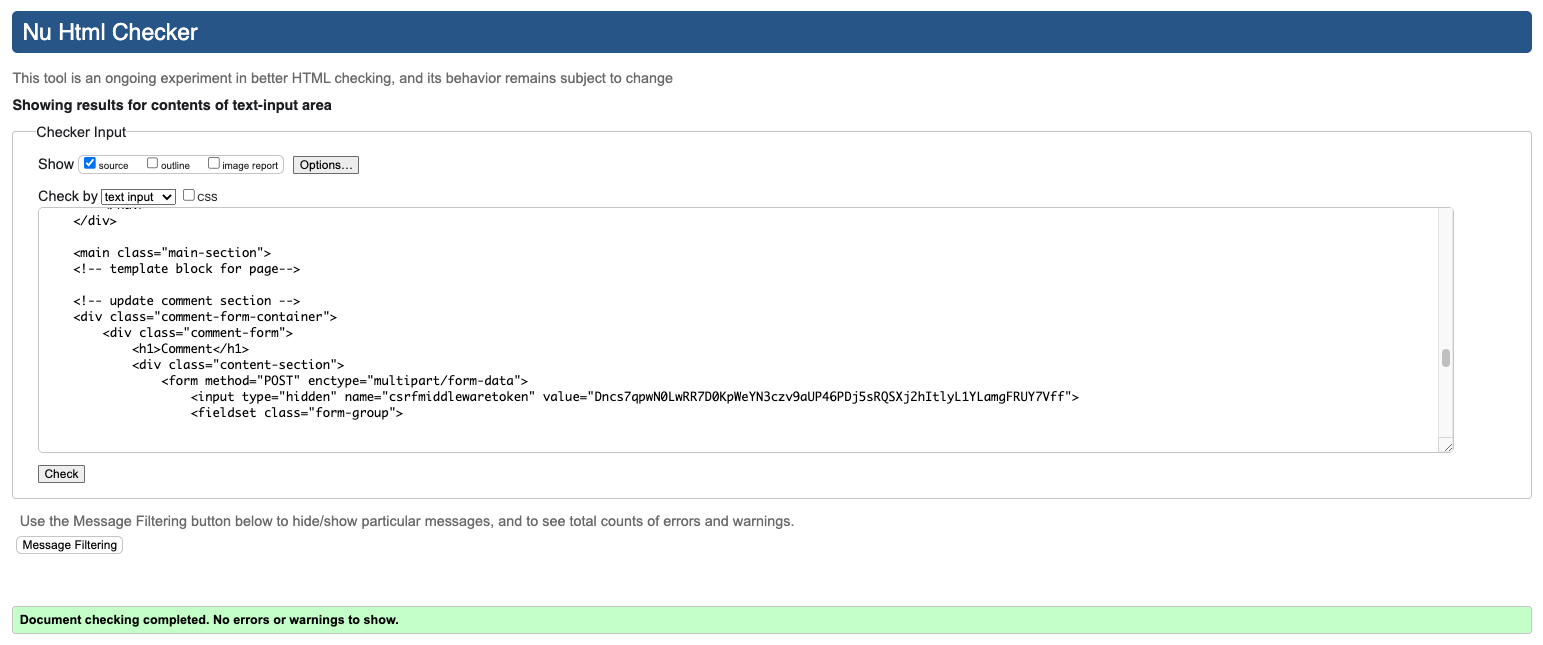 Nu Html Checker
This tool is an ongoing experiment in better HTML checking, and its behavior remains subject to change
Showing results for contents of text-input area
Checker Input
Show source outline image report Options...
Check by text input CSS
</div>
<main class="main-section">
<!-- template block for page-->
<!-- update comment section -->
<div class="comment-form-container">
<div class="comment-form">
<h1>Comment</h1>
<div class="content-section">
<form method="POST" enctype="multipart/form-data">
<input type="hidden" name="csrfmiddlewaretoken" value="Dncs7qpwN0LwRR7D0KpWeYN3czv9aUP46PDj5sRQSXj2hItlyL1YLamgFRUY7Vff">
<fieldset class="form-group">
Check
Use the Message Filtering button below to hide/show particular messages, and to see total counts of errors and warnings.
Message Filtering
Document checking completed. No errors or warnings to show.